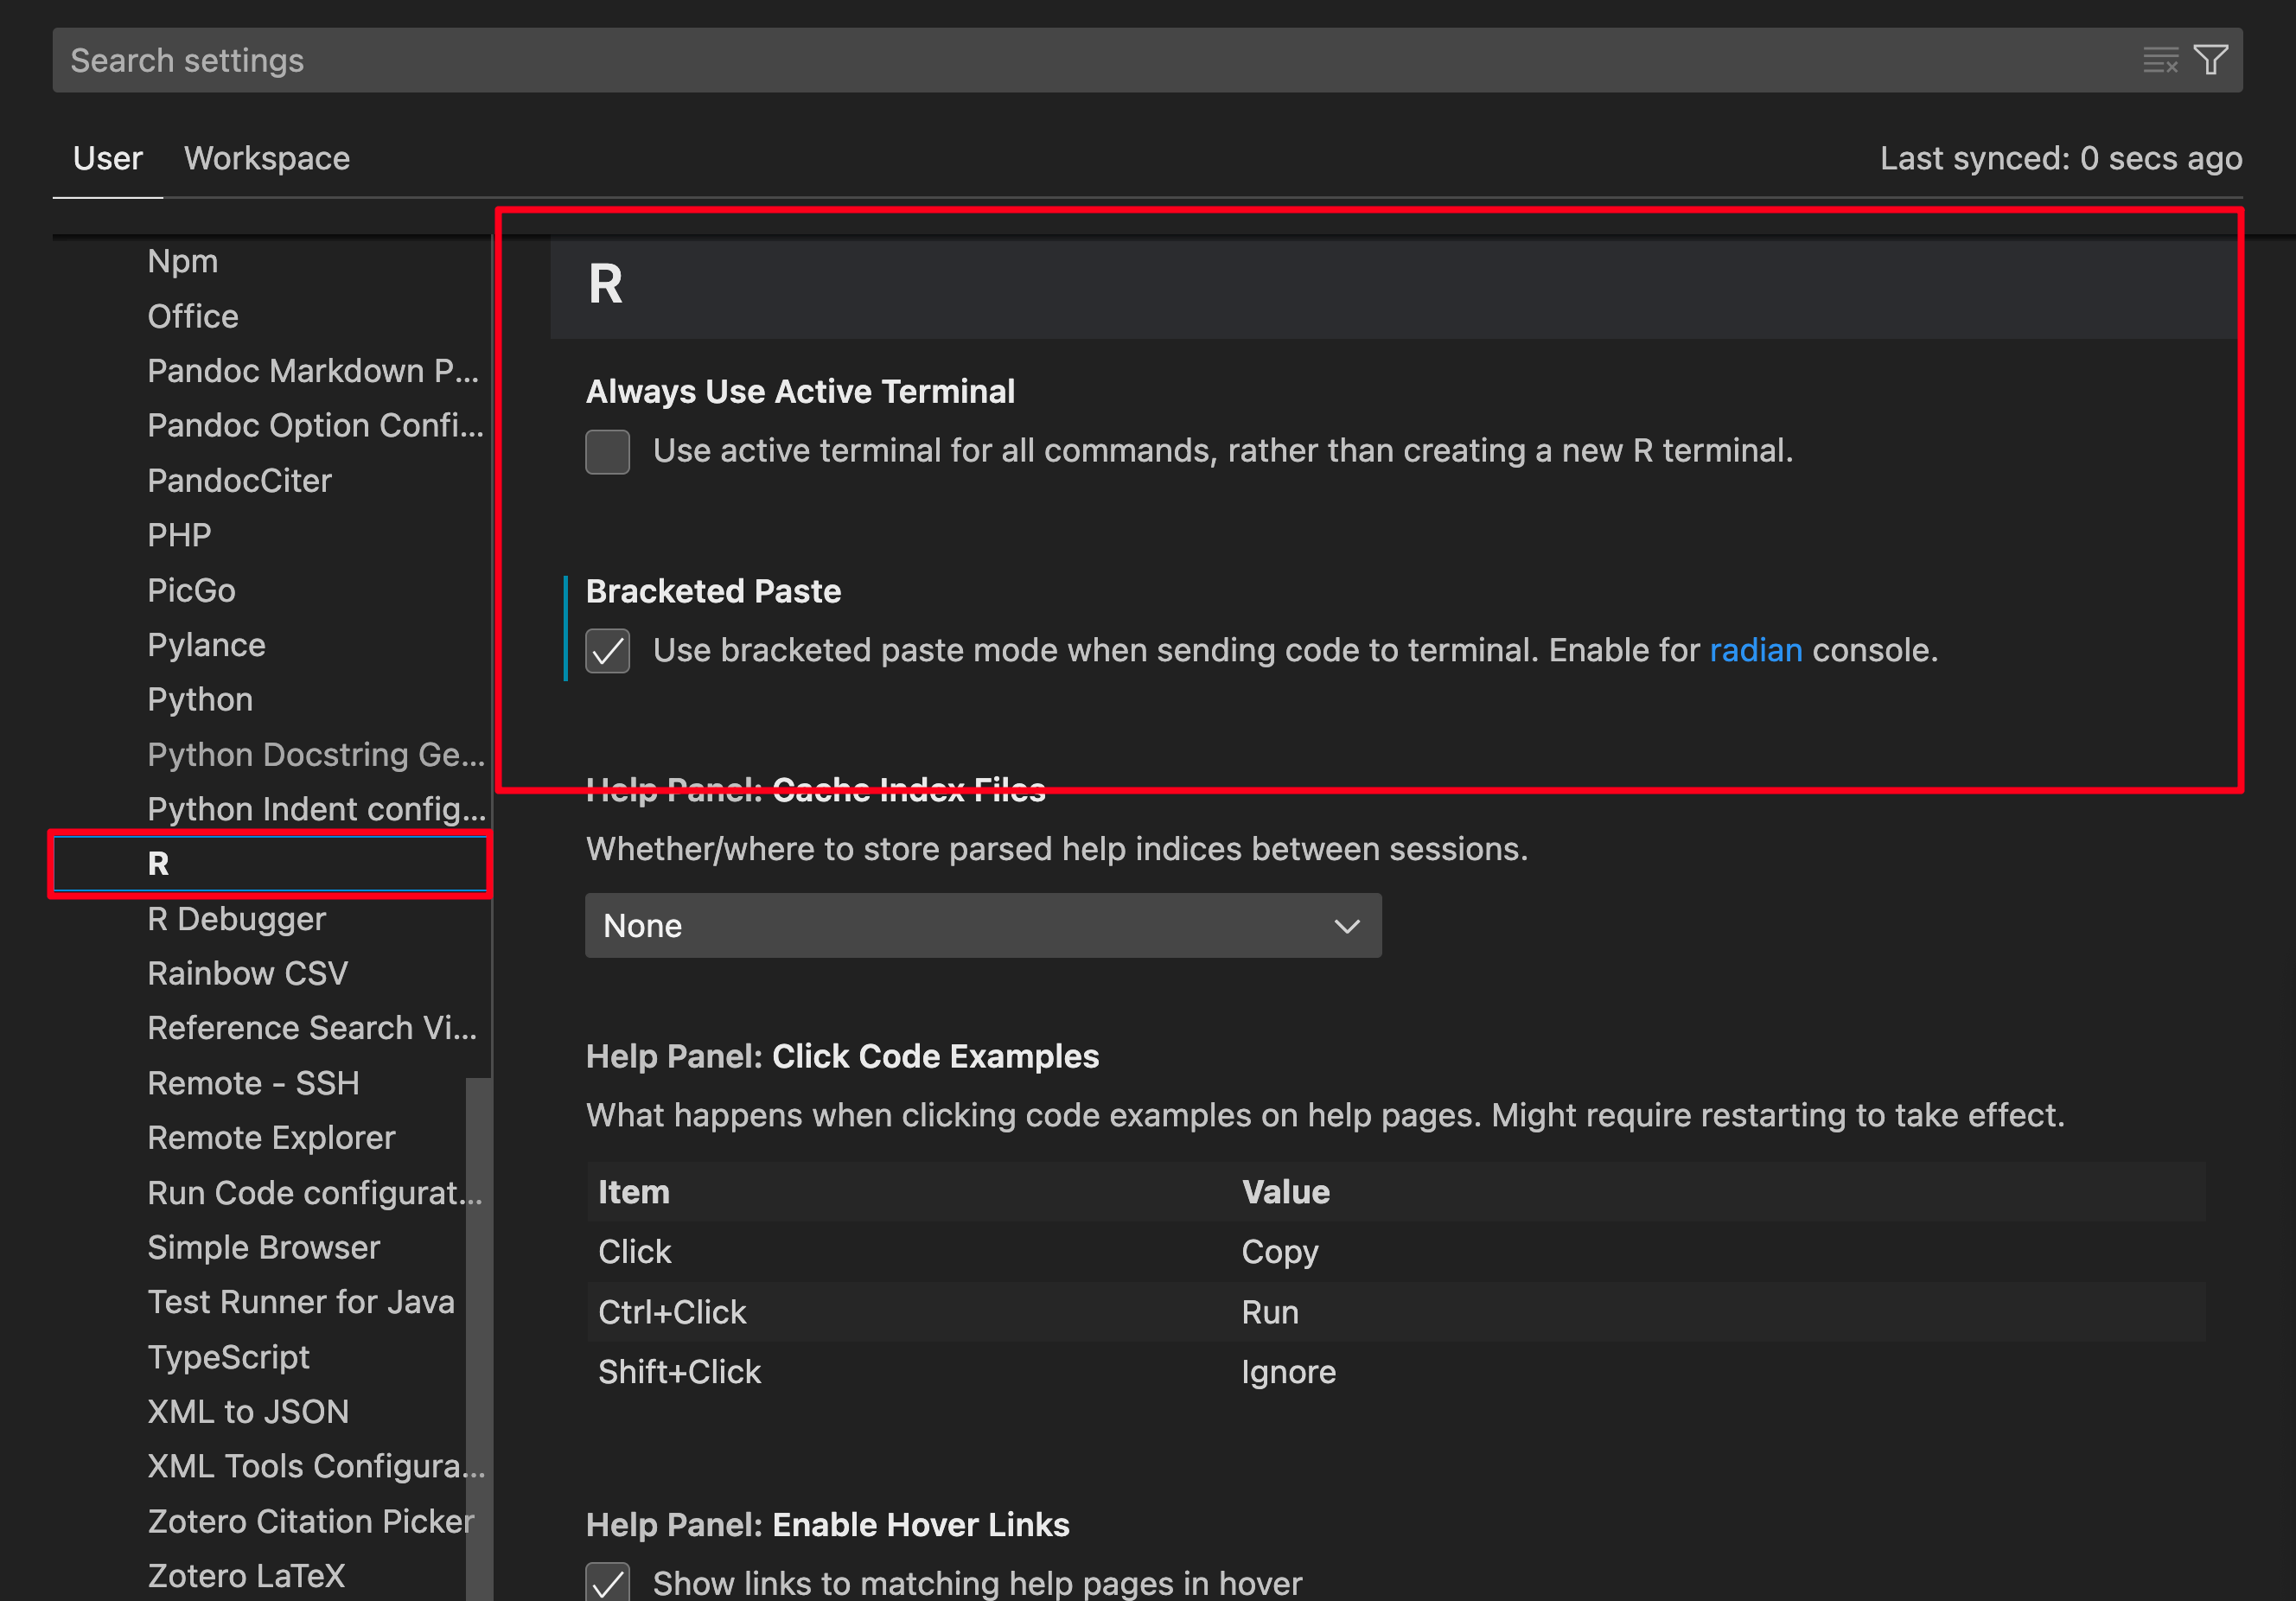 Search settings
User Workspace Last synced: 0 secs ago
Npm
Office
Pandoc Markdown P...
Pandoc Option Confi...
PandocCiter
PHP
PicGo
Pylance
Python
Python Docstring Ge...
Python Indent config...
R
R Debugger
Rainbow CSV
Reference Search Vi...
Remote - SSH
Remote Explorer
Run Code configurat...
Simple Browser
Test Runner for Java
TypeScript
XML to JSON
XML Tools Configura...
Zotero Citation Picker
Zotero LaTeX
R
Always Use Active Terminal
Use active terminal for all commands, rather than creating a new R terminal.
Bracketed Paste
Use bracketed paste mode when sending code to terminal. Enable for radian console.
Help Panel: Cache Index Files
Whether/where to store parsed help indices between sessions.
None
Help Panel: Click Code Examples
What happens when clicking code examples on help pages. Might require restarting to take effect.
Item Value
Click Copy
Ctrl+Click Run
Shift+Click Ignore
Help Panel: Enable Hover Links
Show links to matching help pages in hover